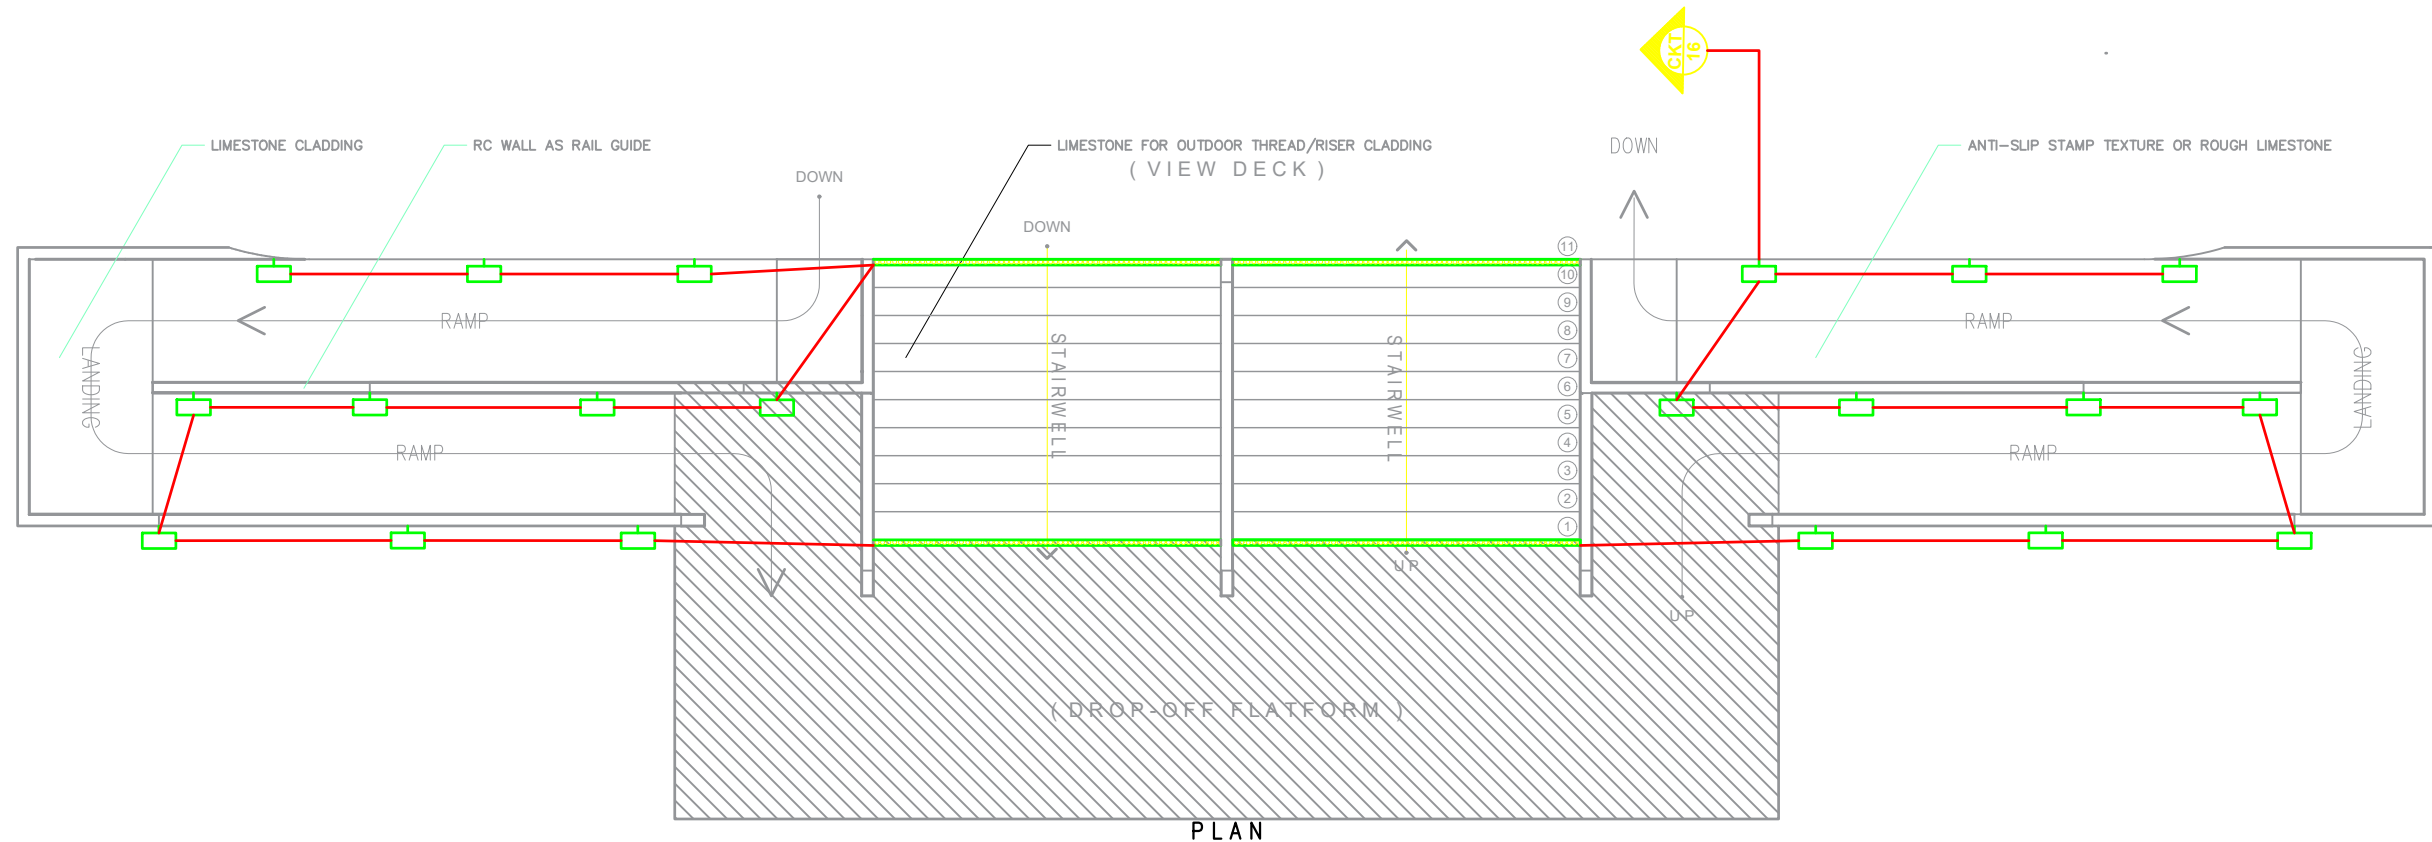 CKT
16
LIMESTONE CLADDING
RC WALL AS RAIL GUIDE
LIMESTONE FOR OUTDOOR THREAD/RISER CLADDING
( VIEW DECK )
DOWN
ANTI-SLIP STAMP TEXTURE OR ROUGH LIMESTONE
DOWN
DOWN
11
10
9
8
7
6
5
4
3
2
1
RAMP
RAMP
STAIRWELL
STAIRWELL
LANDING
LANDING
RAMP
RAMP
UP
UP
( DROP-OFF FLATFORM )
PLAN